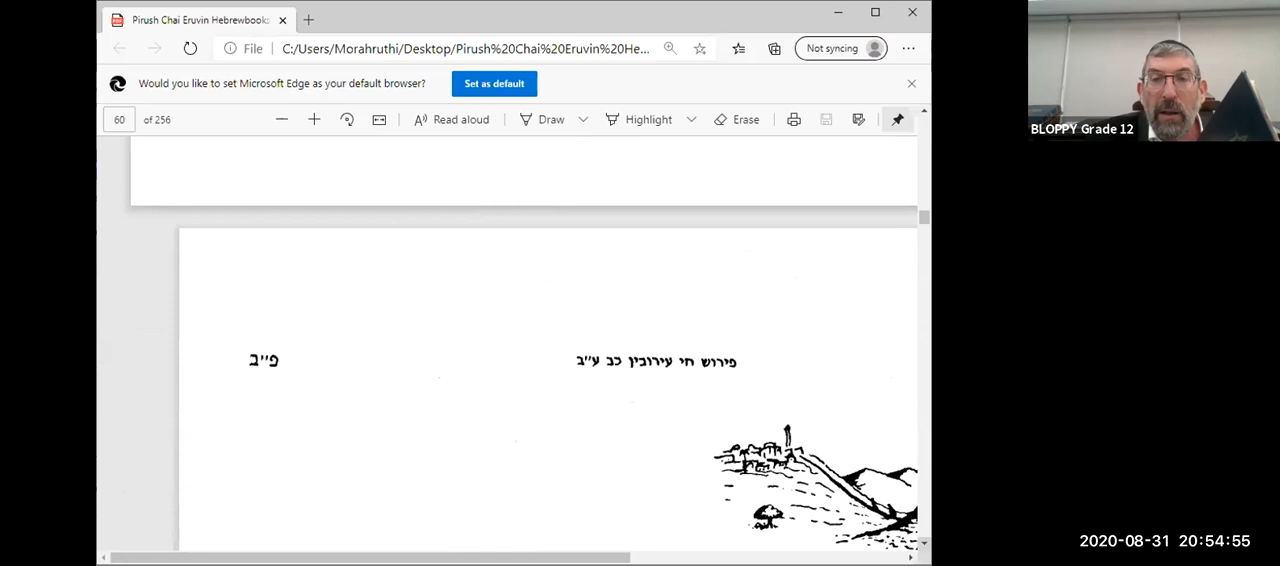 Pirush Chai Eruvin Hebrewbooks
File C:/Users/Morahruthi/Desktop/Pirush%20Chai%20Eruvin%20He... Not syncing
Would you like to set Microsoft Edge as your default browser? Set as default
60 of 256 Read aloud Draw Highlight Erase
פירוש חי עירובין כב ע״ב פ״ב
BLOPPY Grade 12
2020-08-31 20:54:55